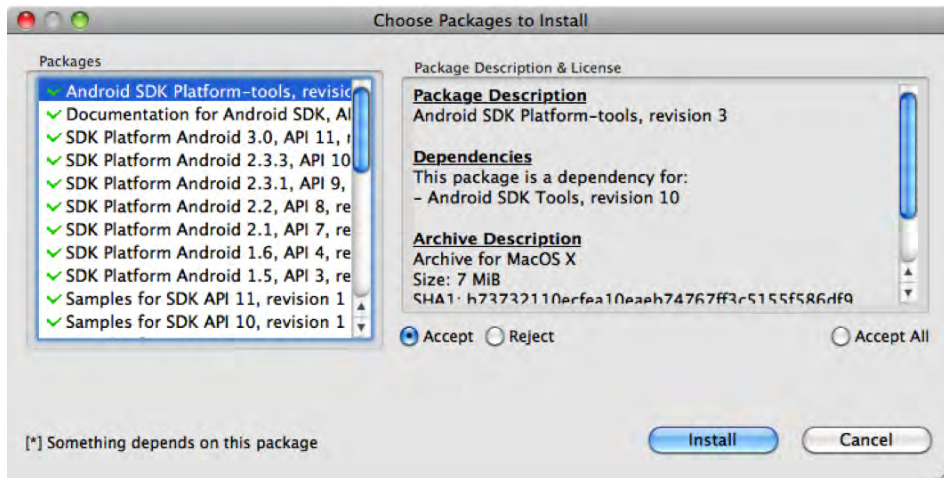 Choose Packages to Install
Packages
Android SDK Platform-tools, revisic
Documentation for Android SDK, AI
SDK Platform Android 3.0, API 11, r
SDK Platform Android 2.3.3, API 10
SDK Platform Android 2.3.1, API 9,
SDK Platform Android 2.2, API 8, re
SDK Platform Android 2.1, API 7, re
SDK Platform Android 1.6, API 4, re
SDK Platform Android 1.5, API 3, re
Samples for SDK API 11, revision 1
Samples for SDK API 10, revision 1
Package Description & License
Package Description
Android SDK Platform-tools, revision 3
Dependencies
This package is a dependency for:
- Android SDK Tools, revision 10
Archive Description
Archive for MacOS X
Size: 7 MiB
SHA1: b73732110ecfea10eaeb74767ff3c5155f586df9
Accept Reject Accept All
[*] Something depends on this package
Install Cancel